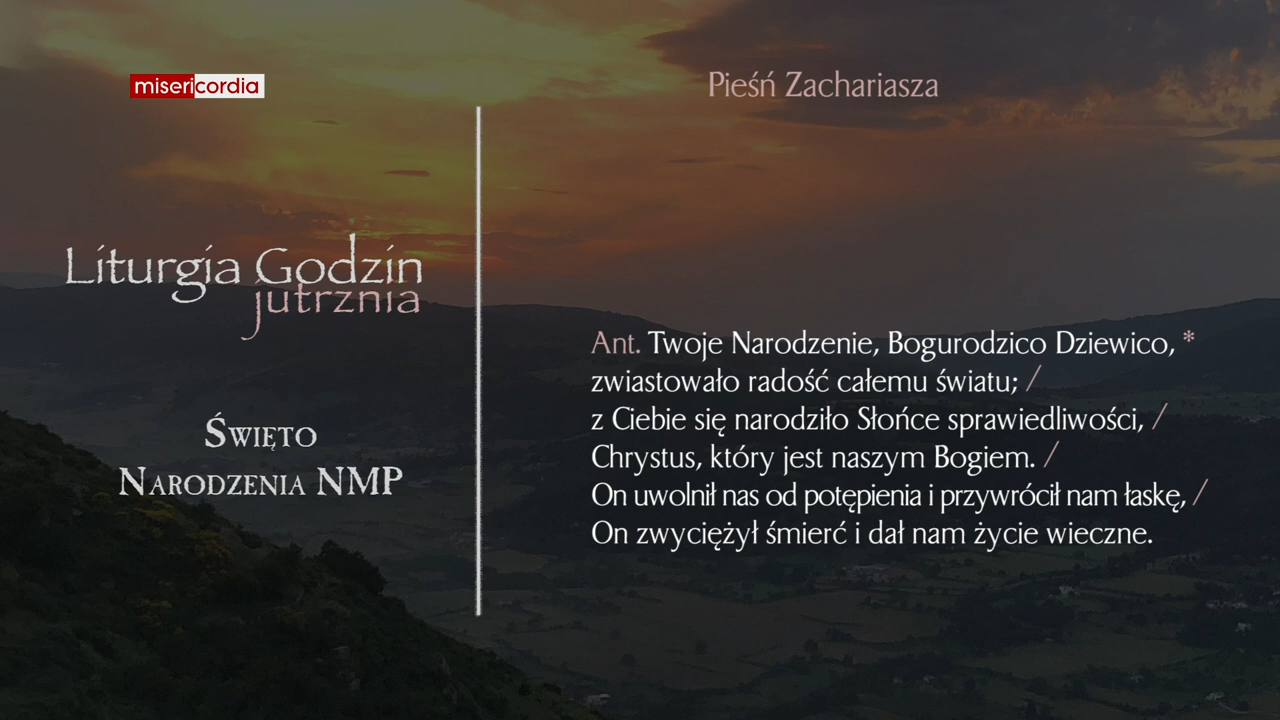 misericordia
Pieśń Zachariasza
Liturgia Godzin
jutrznia
Święto
Narodzenia NMP
Ant. Twoje Narodzenie, Bogurodzico Dziewico, *
zwiastowało radość całemu światu; /
z Ciebie się narodziło Słońce sprawiedliwości, /
Chrystus, który jest naszym Bogiem. /
On uwolnił nas od potępienia i przywrócił nam łaskę, /
On zwyciężył śmierć i dał nam życie wieczne.